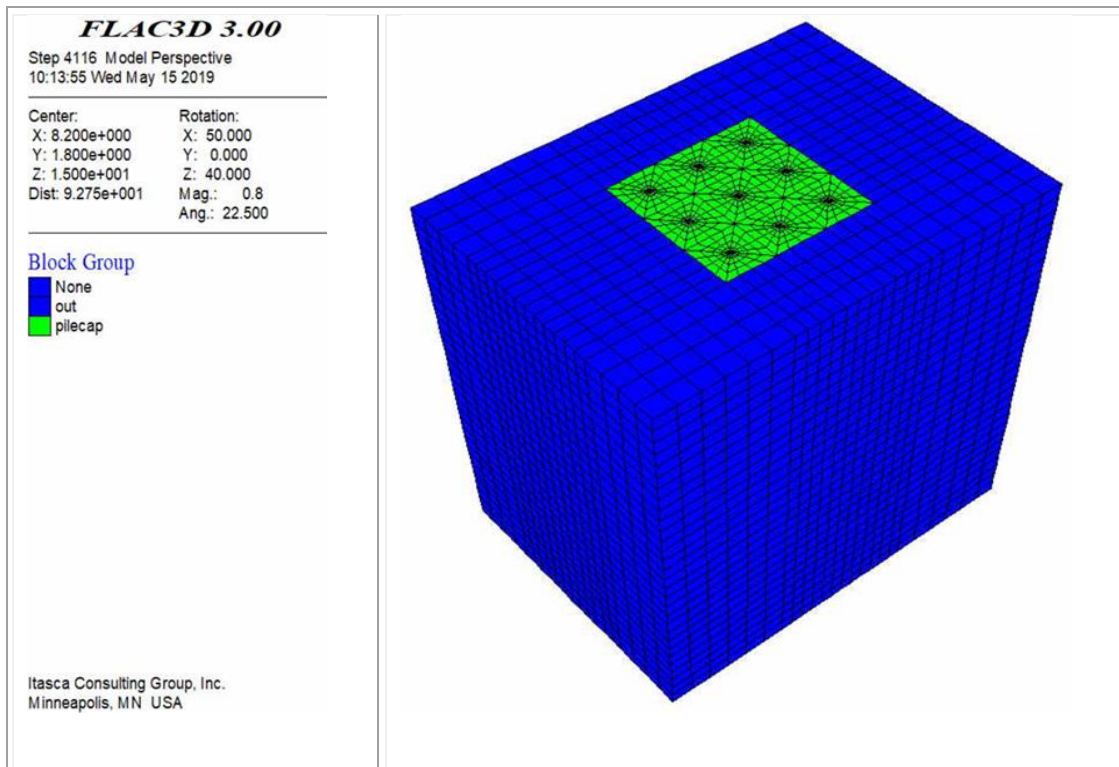 FLAC3D 3.00
Step 4116 Model Perspective
10:13:55 Wed May 15 2019
Center: Rotation:
X: 8.200e+000 X: 50.000
Y: 1.800e+000 Y: 0.000
Z: 1.500e+001 Z: 40.000
Dist: 9.275e+001 Mag.: 0.8
Ang.: 22.500
Block Group
None
out
pilecap
Itasca Consulting Group, Inc.
Minneapolis, MN USA